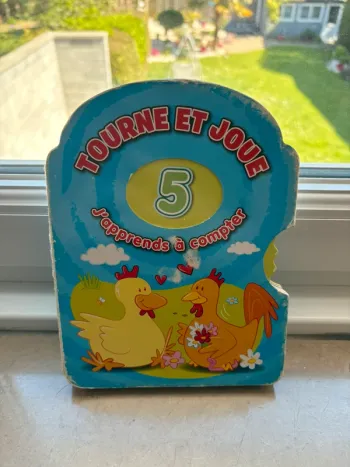 TOURNE ET JOUE
5
J'apprends à compter